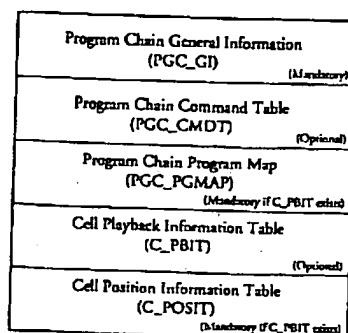 Program Chain General Information
(PGC_GI)
(Mandatory)
Program Chain Command Table
(PGC_CMDT)
(Optional)
Program Chain Program Map
(PGC_PGMAP)
(Mandatory if C_PBIT exists)
Cell Playback Information Table
(C_PBIT)
(Optional)
Cell Position Information Table
(C_POSIT)
(Mandatory if C_PBIT exists)